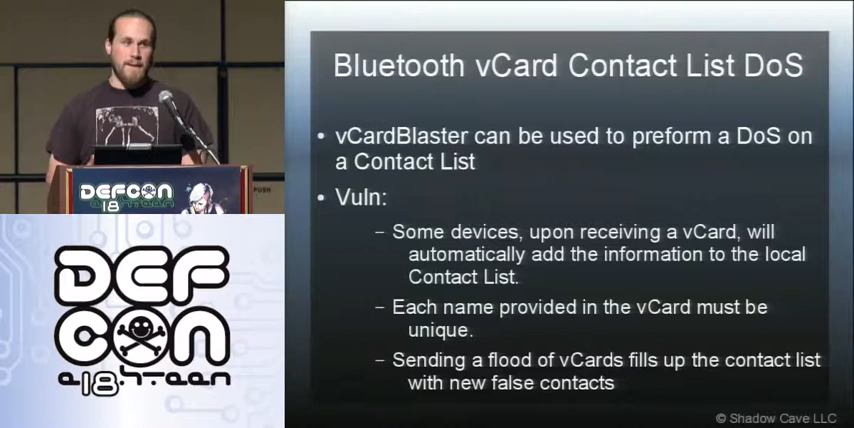 DEFCON
18
PUSH
DEF
CON
Bluetooth vCard Contact List DoS
• vCardBlaster can be used to preform a DoS on
a Contact List
• Vuln:
– Some devices, upon receiving a vCard, will
automatically add the information to the local
Contact List.
– Each name provided in the vCard must be
unique.
– Sending a flood of vCards fills up the contact list
with new false contacts
© Shadow Cave LLC